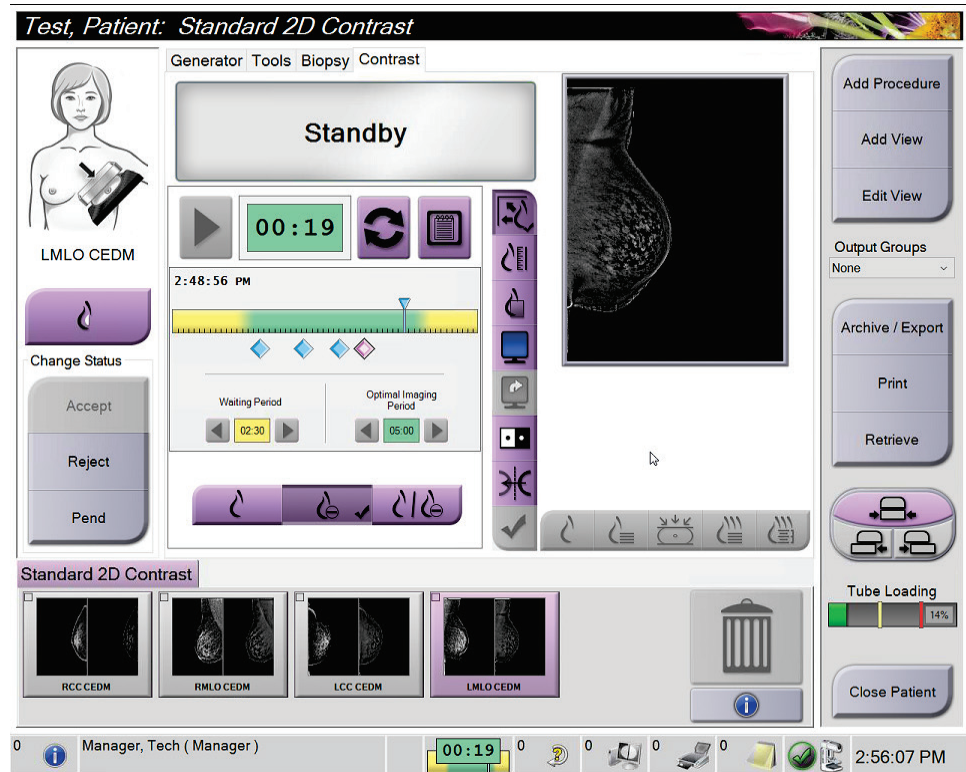 Test, Patient: Standard 2D Contrast
Generator Tools Biopsy Contrast
Standby
LMLO CEDM
Change Status
Accept
Reject
Pend
00:19
2:48:56 PM
Waiting Period
Optimal Imaging
Period
02:30
05:00
Add Procedure
Add View
Edit View
Output Groups
None
Archive / Export
Print
Retrieve
Tube Loading
14%
Close Patient
Standard 2D Contrast
RCC CEDM
RMLO CEDM
LCC CEDM
LMLO CEDM
0 Manager, Tech ( Manager ) 00:19 0 0 0 0 2:56:07 PM